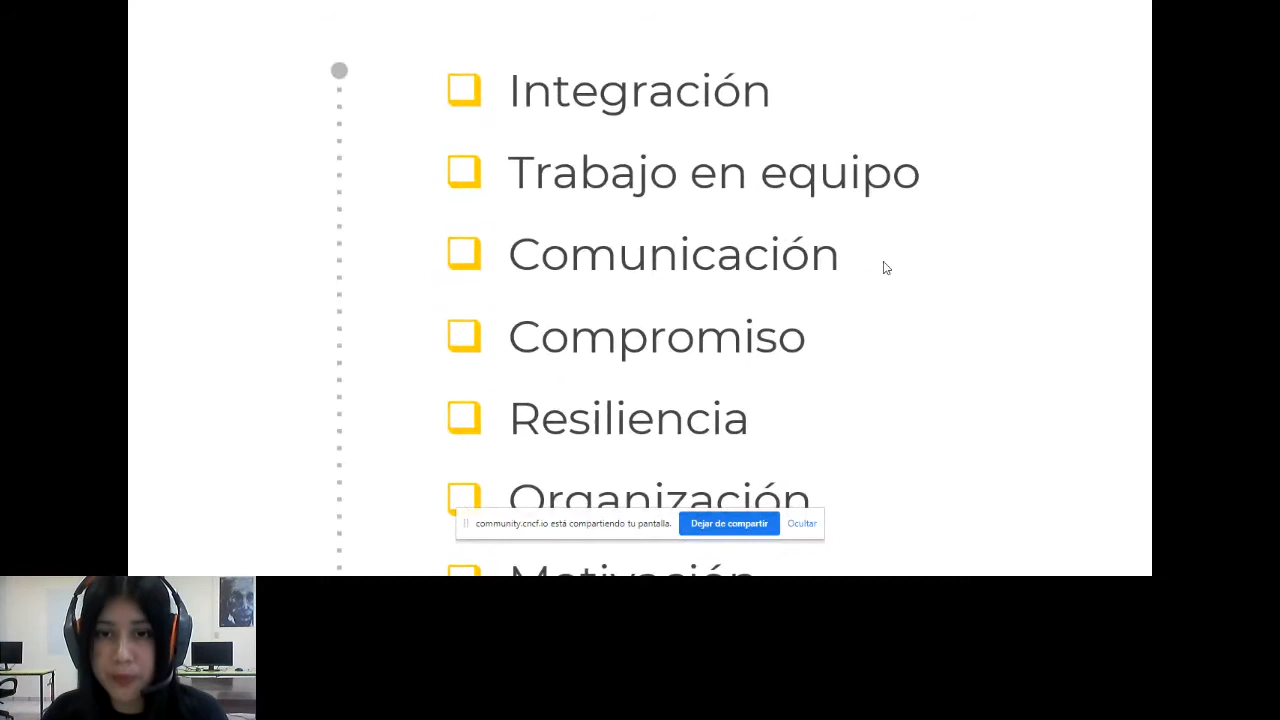 Integración
Trabajo en equipo
Comunicación
Compromiso
Resiliencia
Organización
community.cncf.io está compartiendo tu pantalla.
Dejar de compartir
Ocultar
Motivación